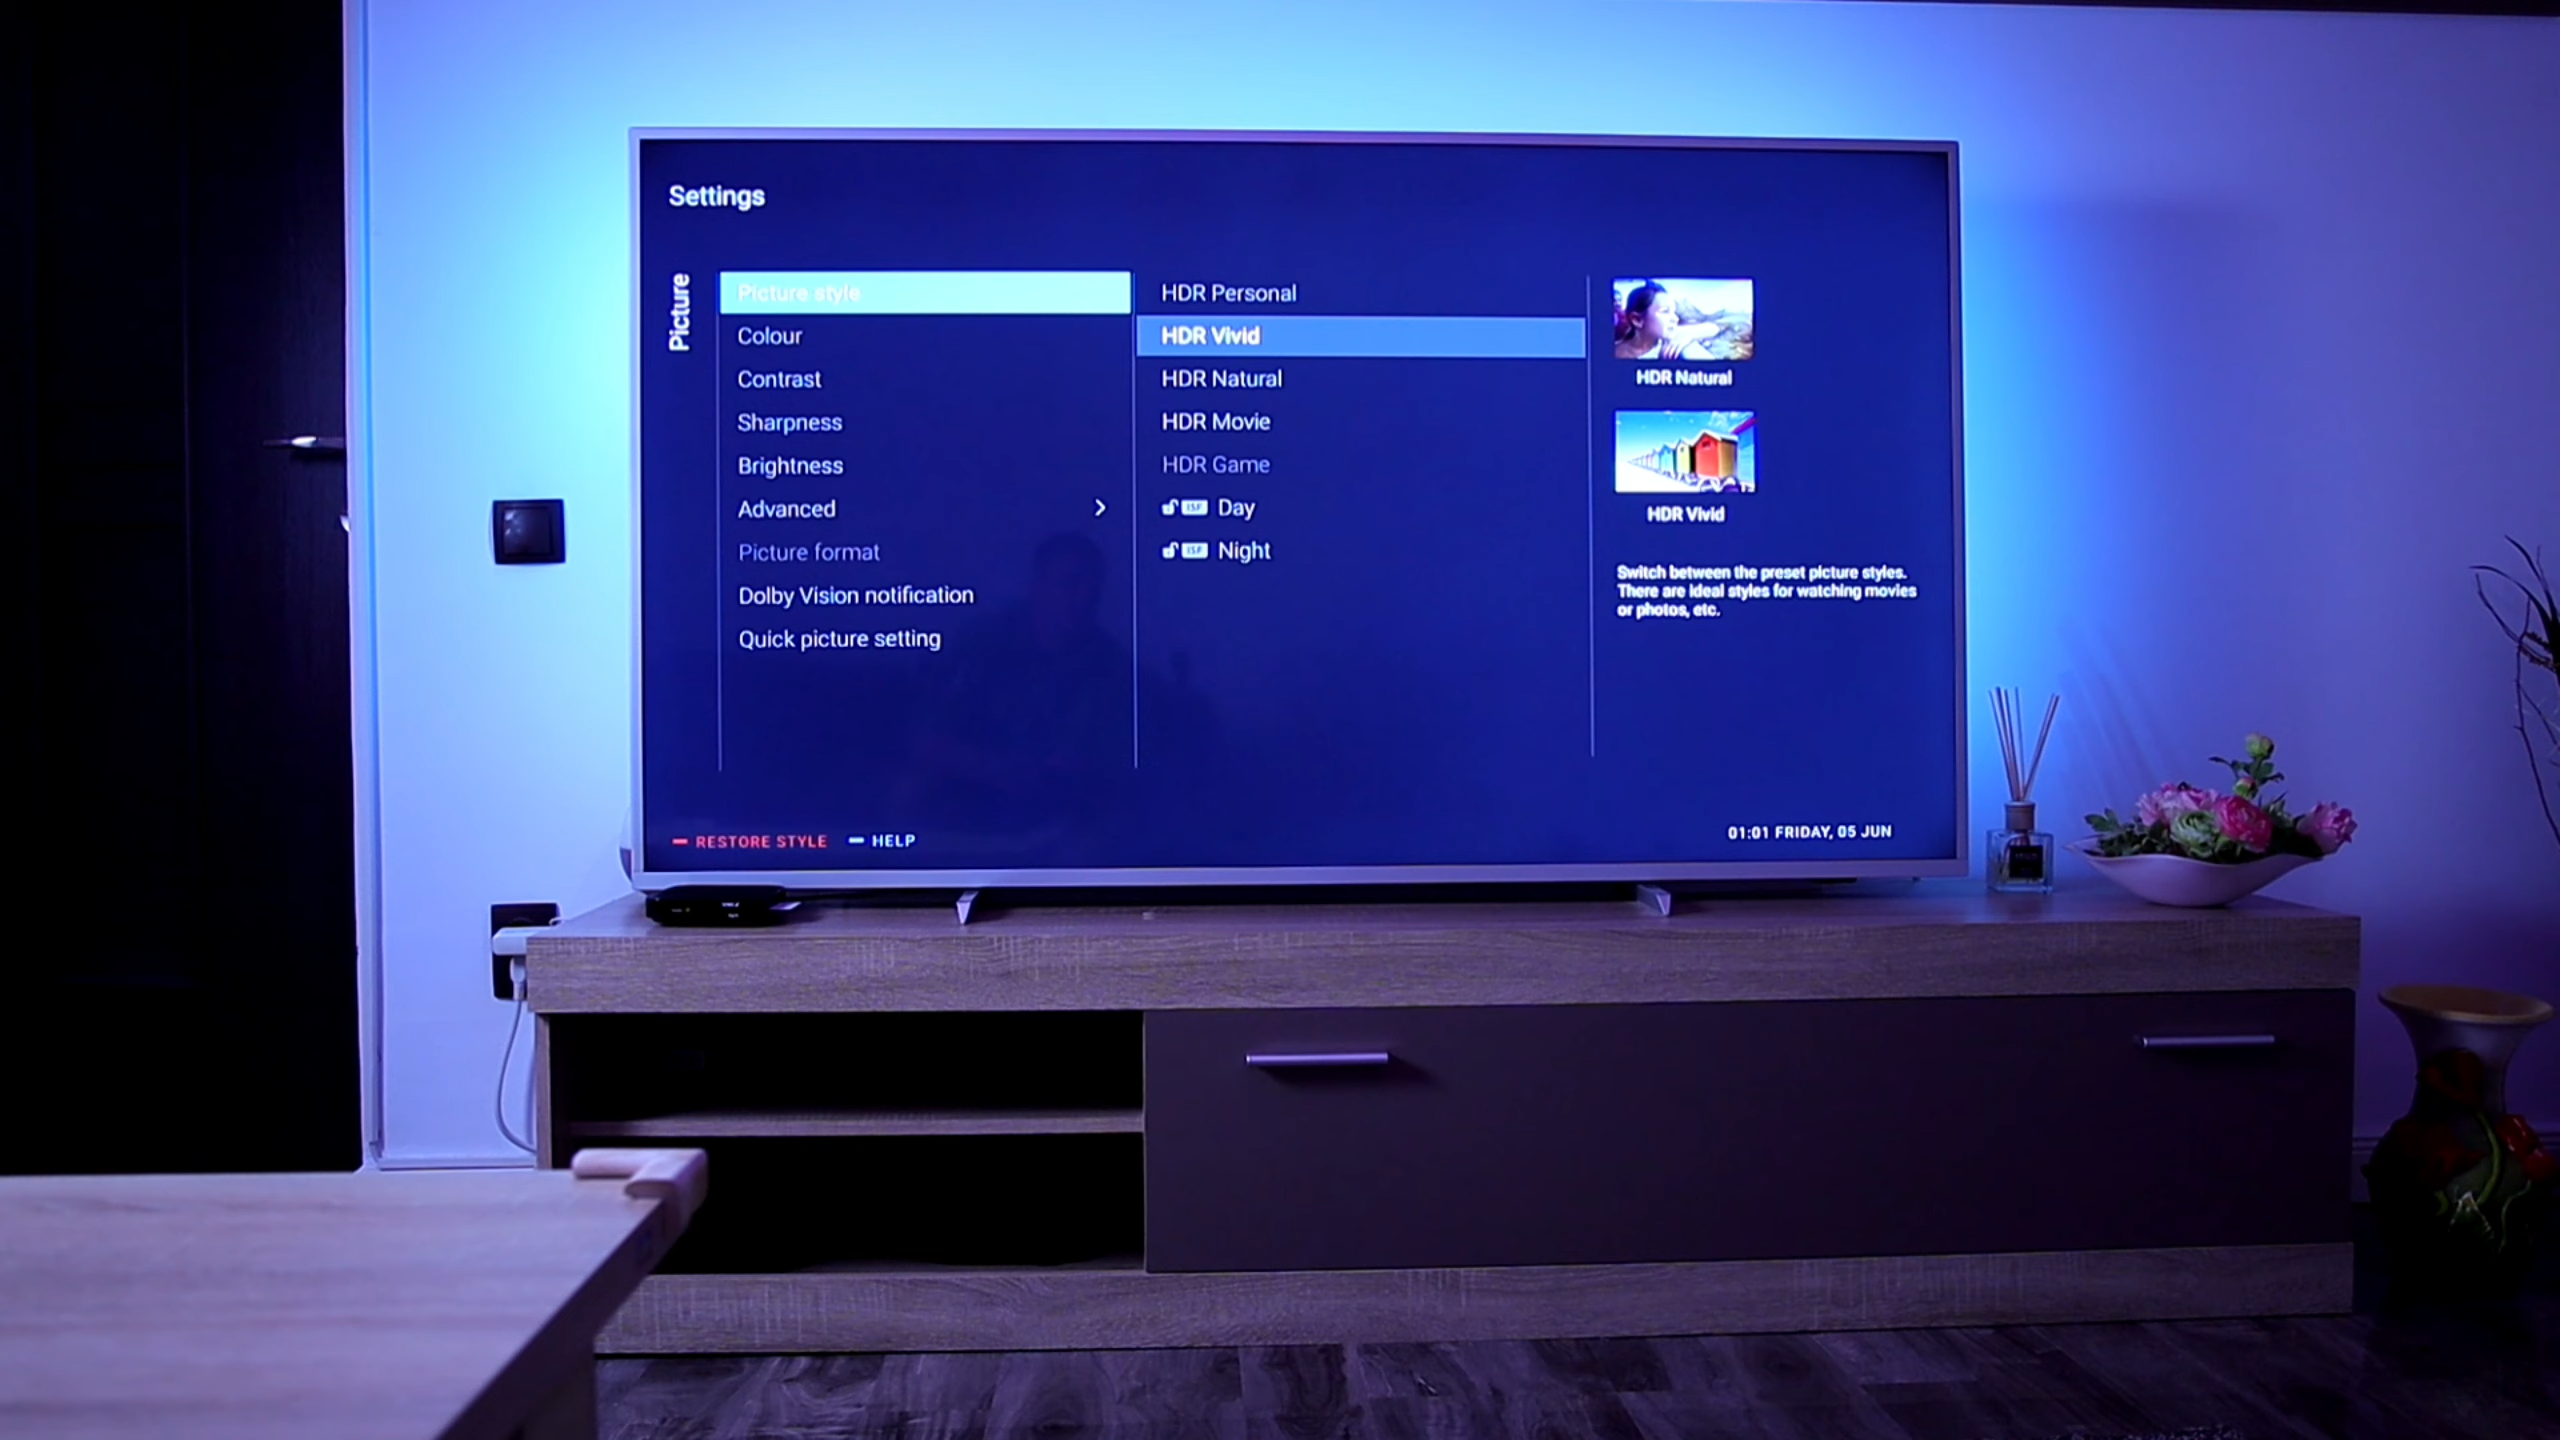 Settings
Picture
Picture style
Colour
Contrast
Sharpness
Brightness
Advanced
Picture format
Dolby Vision notification
Quick picture setting
HDR Personal
HDR Vivid
HDR Natural
HDR Movie
HDR Game
ISF Day
ISF Night
HDR Natural
HDR Vivid
Switch between the preset picture styles.
There are ideal styles for watching movies
or photos, etc.
RESTORE STYLE HELP
01:01 FRIDAY, 05 JUN